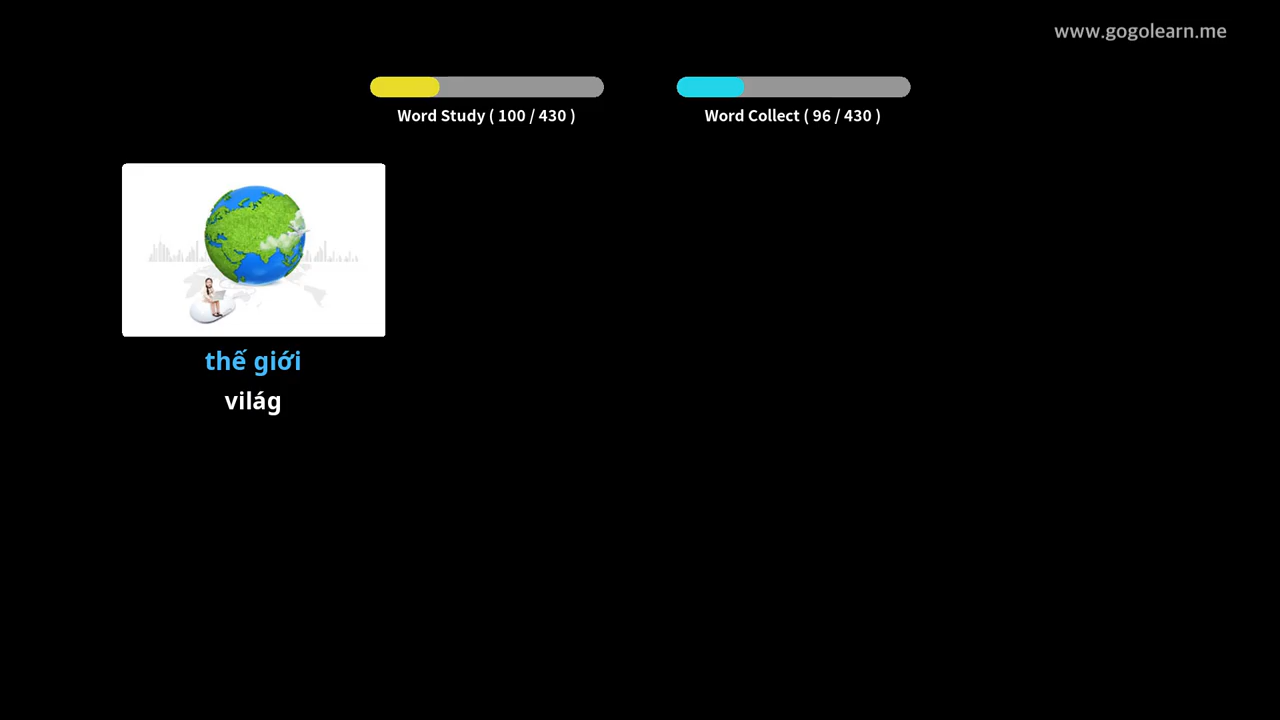 www.gogolearn.me
Word Study ( 100 / 430 )
Word Collect ( 96 / 430 )
thế giới
világ